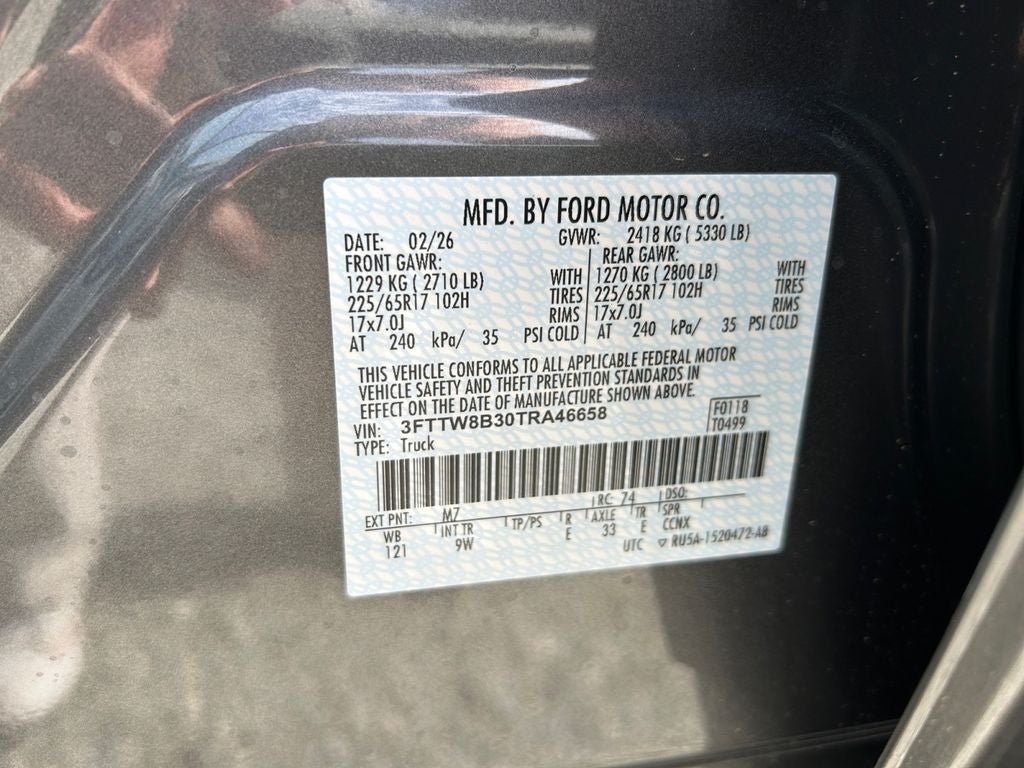 MFD. BY FORD MOTOR CO.
DATE: 02/26 GVWR: 2418 KG ( 5330 LB)
FRONT GAWR: REAR GAWR:
1229 KG ( 2710 LB) WITH 1270 KG ( 2800 LB) WITH
225/65R17 102H TIRES 225/65R17 102H TIRES
17x7.0J RIMS 17x7.0J RIMS
AT 240 kPa/ 35 PSI COLD AT 240 kPa/ 35 PSI COLD
THIS VEHICLE CONFORMS TO ALL APPLICABLE FEDERAL MOTOR
VEHICLE SAFETY AND THEFT PREVENTION STANDARDS IN
EFFECT ON THE DATE OF MANUFACTURE SHOWN ABOVE.
VIN: 3FTTW8B30TRA46658 F0118
TYPE: Truck T0499
EXT PNT: M7 RC: 74 DSO:
WB INT TR TP/PS R AXLE TR SPR
121 9W E 33 E CCNX
UTC ▽ RU5A-1520472-AB